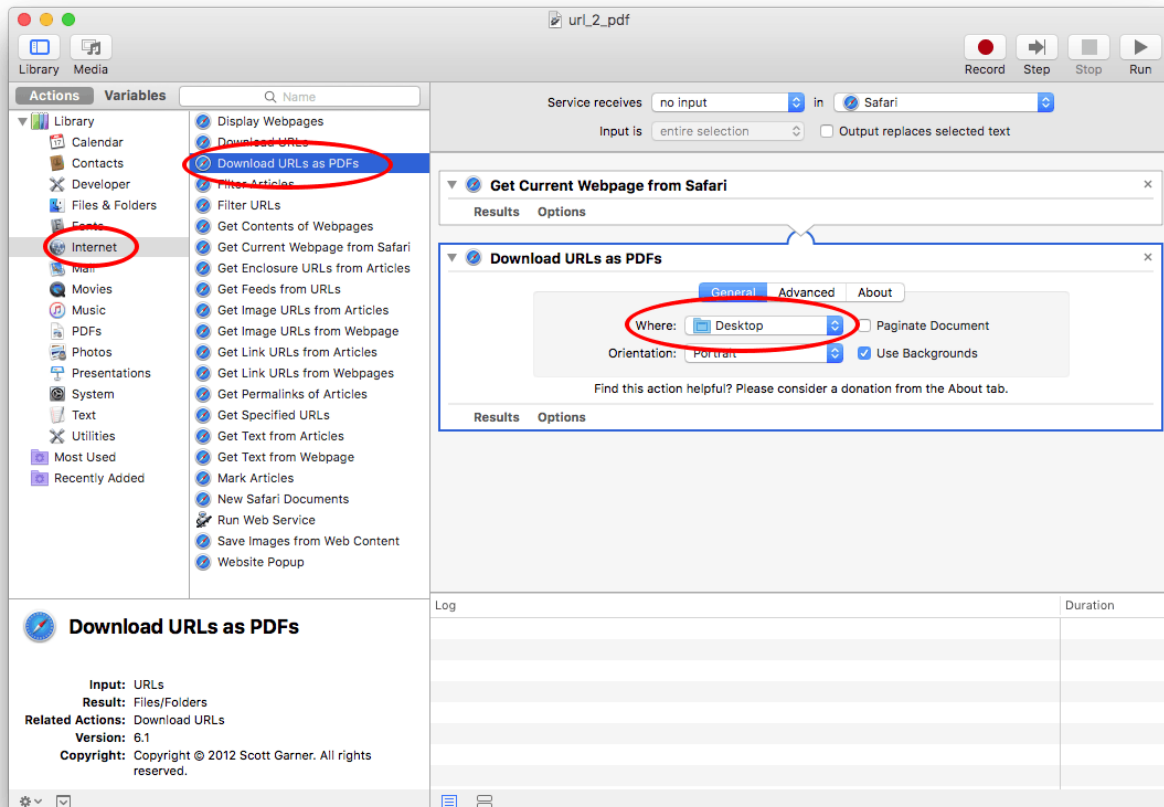 url_2_pdf
Library Media
Record Step Stop Run
Actions Variables Name
Library
Calendar
Contacts
Developer
Files & Folders
Fonts
Internet
Mail
Movies
Music
PDFs
Photos
Presentations
System
Text
Utilities
Most Used
Recently Added
Display Webpages
Download URLs
Download URLs as PDFs
Filter Articles
Filter URLs
Get Contents of Webpages
Get Current Webpage from Safari
Get Enclosure URLs from Articles
Get Feeds from URLs
Get Image URLs from Articles
Get Image URLs from Webpage
Get Link URLs from Articles
Get Link URLs from Webpages
Get Permalinks of Articles
Get Specified URLs
Get Text from Articles
Get Text from Webpage
Mark Articles
New Safari Documents
Run Web Service
Save Images from Web Content
Website Popup
Service receives no input in Safari
Input is entire selection Output replaces selected text
Get Current Webpage from Safari
Results Options
Download URLs as PDFs
General Advanced About
Where: Desktop Paginate Document
Orientation: Portrait Use Backgrounds
Find this action helpful? Please consider a donation from the About tab.
Results Options
Log Duration
Download URLs as PDFs
Input: URLs
Result: Files/Folders
Related Actions: Download URLs
Version: 6.1
Copyright: Copyright © 2012 Scott Garner. All rights
reserved.